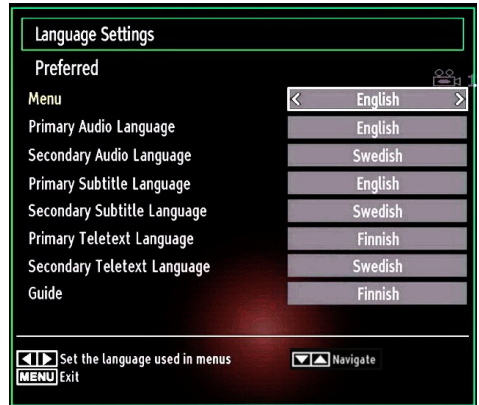 Language Settings
Preferred
1
Menu < English >
Primary Audio Language English
Secondary Audio Language Swedish
Primary Subtitle Language English
Secondary Subtitle Language Swedish
Primary Teletext Language Finnish
Secondary Teletext Language Swedish
Guide Finnish
Set the language used in menus Navigate
MENU Exit